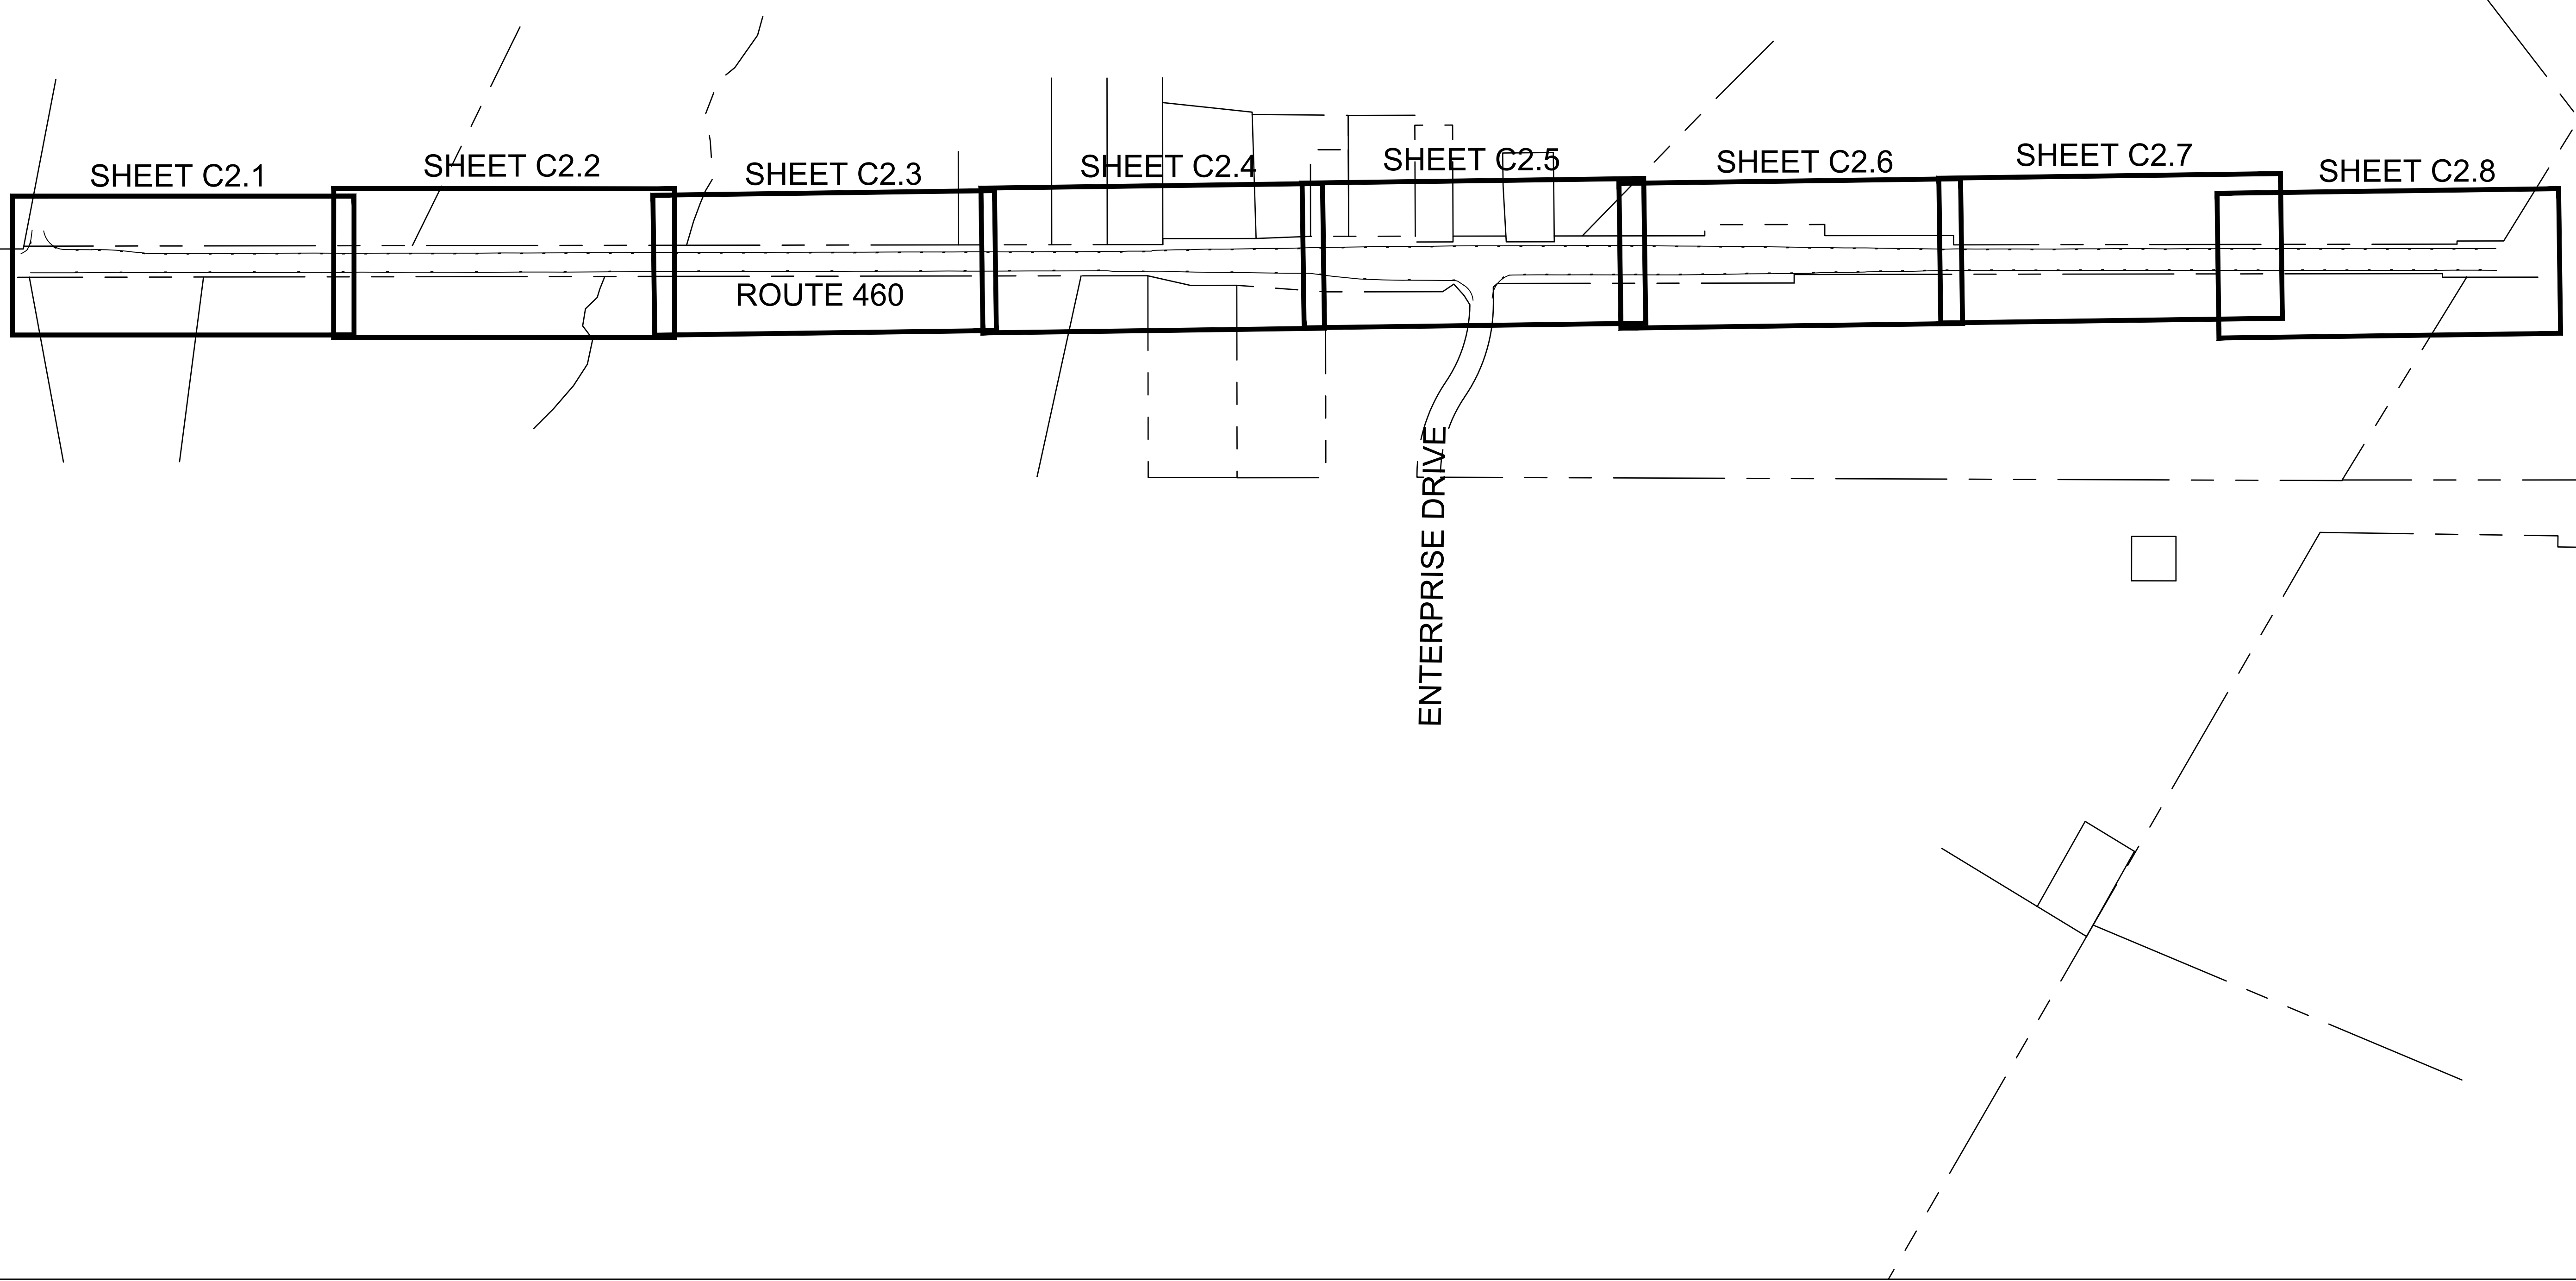 SHEET C2.1
SHEET C2.2
SHEET C2.3
SHEET C2.4
SHEET C2.5
SHEET C2.6
SHEET C2.7
SHEET C2.8
ROUTE 460
ENTERPRISE DRIVE